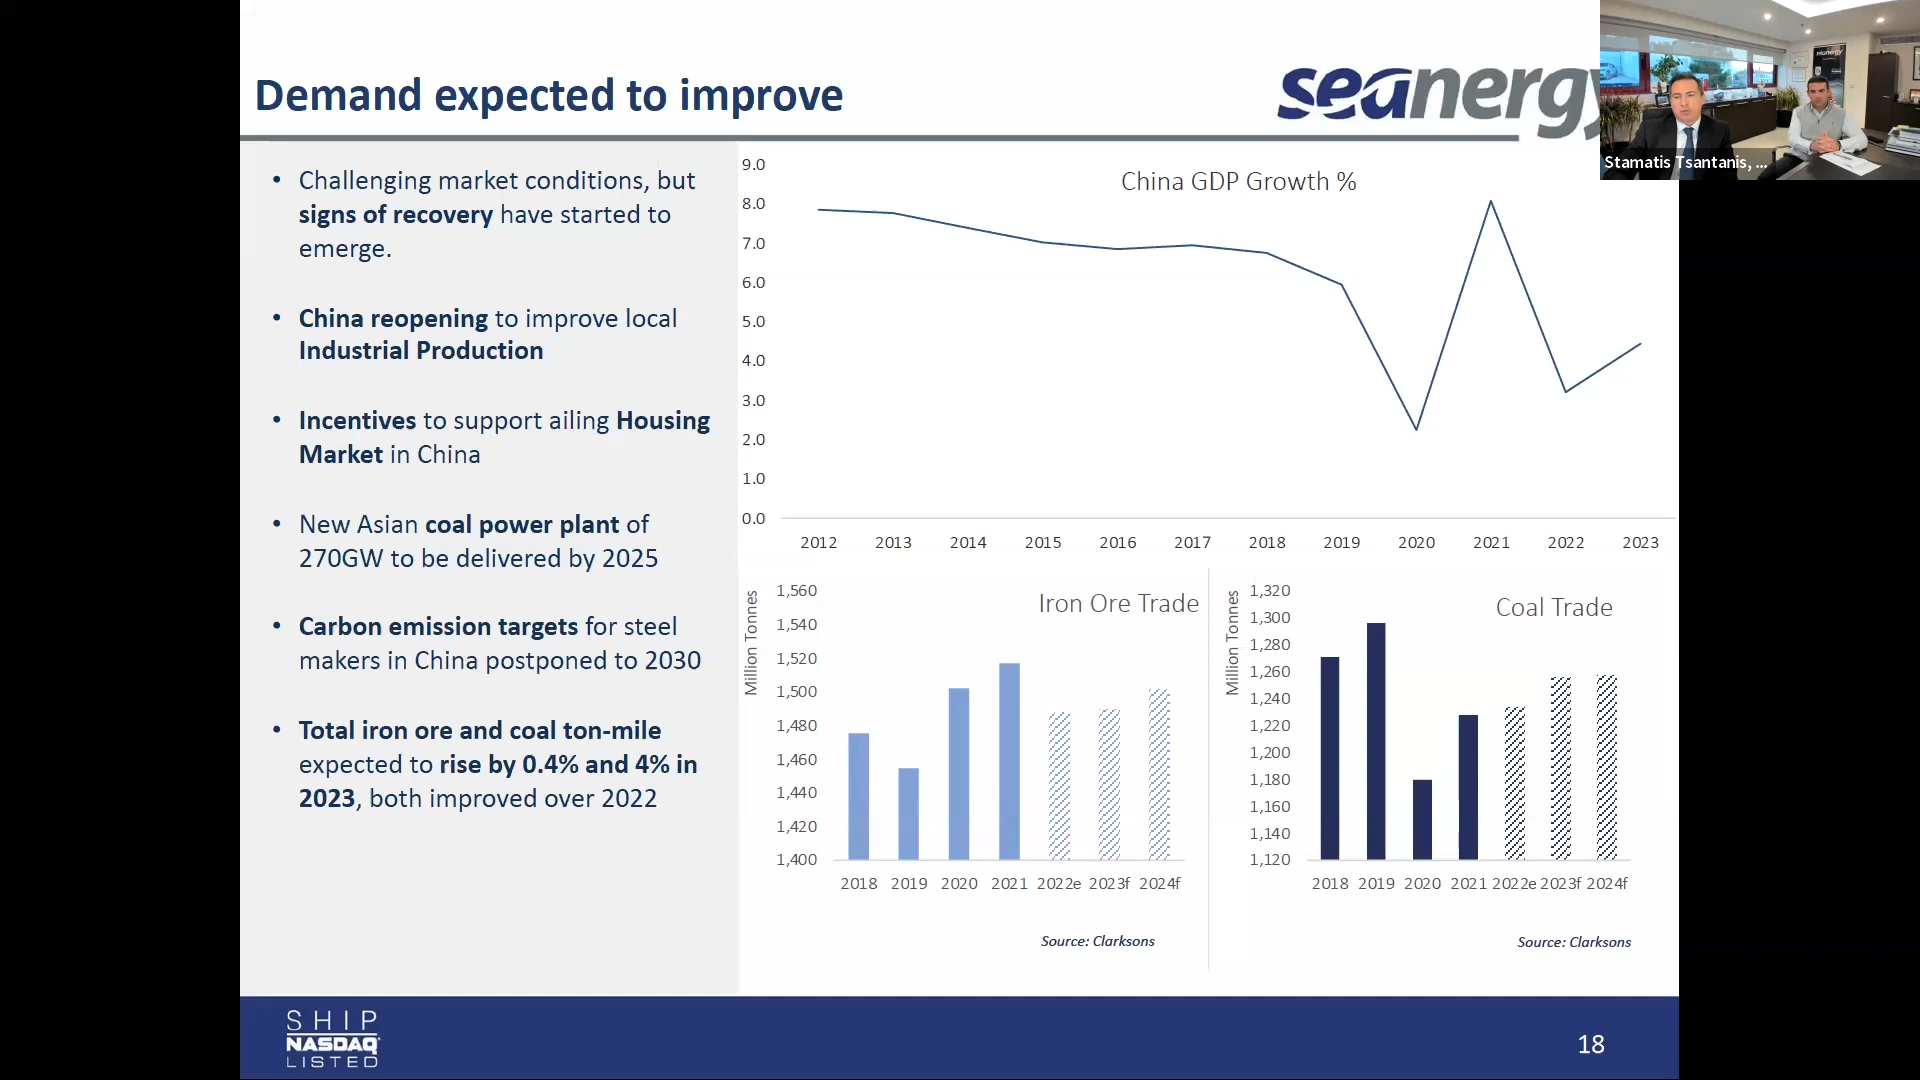 Demand expected to improve
seanergy
seanergy
Stamatis Tsantanis, ...
• Challenging market conditions, but
signs of recovery have started to
emerge.
• China reopening to improve local
Industrial Production
• Incentives to support ailing Housing
Market in China
• New Asian coal power plant of
270GW to be delivered by 2025
• Carbon emission targets for steel
makers in China postponed to 2030
• Total iron ore and coal ton-mile
expected to rise by 0.4% and 4% in
2023, both improved over 2022
China GDP Growth %
9.0
8.0
7.0
6.0
5.0
4.0
3.0
2.0
1.0
0.0
2012 2013 2014 2015 2016 2017 2018 2019 2020 2021 2022 2023
Iron Ore Trade
Million Tonnes
1,560
1,540
1,520
1,500
1,480
1,460
1,440
1,420
1,400
2018 2019 2020 2021 2022e 2023f 2024f
Source: Clarksons
Coal Trade
Million Tonnes
1,320
1,300
1,280
1,260
1,240
1,220
1,200
1,180
1,160
1,140
1,120
2018 2019 2020 2021 2022e 2023f 2024f
Source: Clarksons
SHIP
NASDAQ
LISTED
18